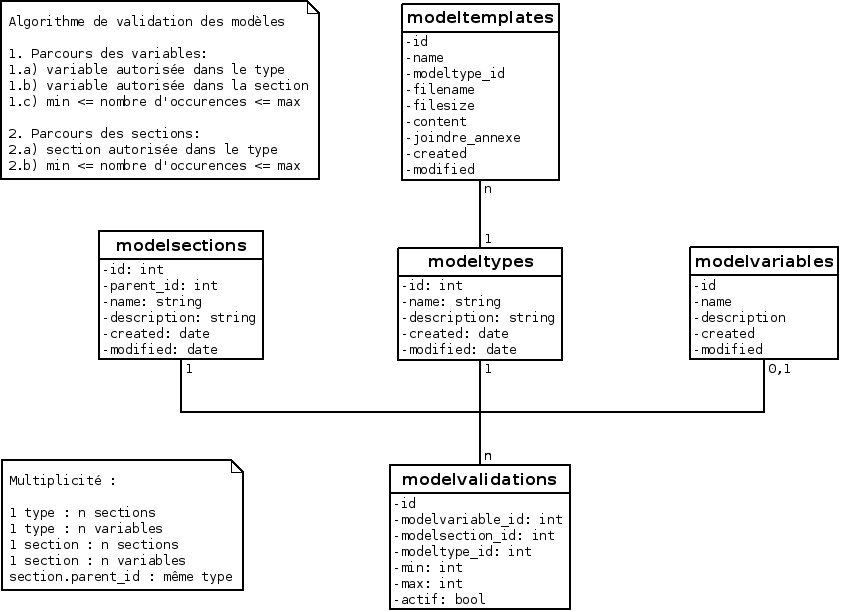 Algorithme de validation des modèles
1. Parcours des variables:
1.a) variable autorisée dans le type
1.b) variable autorisée dans la section
1.c) min <= nombre d'occurences <= max
2. Parcours des sections:
2.a) section autorisée dans le type
2.b) min <= nombre d'occurences <= max
modeltemplates
-id
-name
-modeltype_id
-filename
-filesize
-content
-joindre_annexe
-created
-modified
n
1
modelsections
-id: int
-parent_id: int
-name: string
-description: string
-created: date
-modified: date
1
modeltypes
-id: int
-name: string
-description: string
-created: date
-modified: date
1
modelvariables
-id
-name
-description
-created
-modified
0,1
n
Multiplicité :
1 type : n sections
1 type : n variables
1 section : n sections
1 section : n variables
section.parent_id : même type
modelvalidations
-id
-modelvariable_id: int
-modelsection_id: int
-modeltype_id: int
-min: int
-max: int
-actif: bool